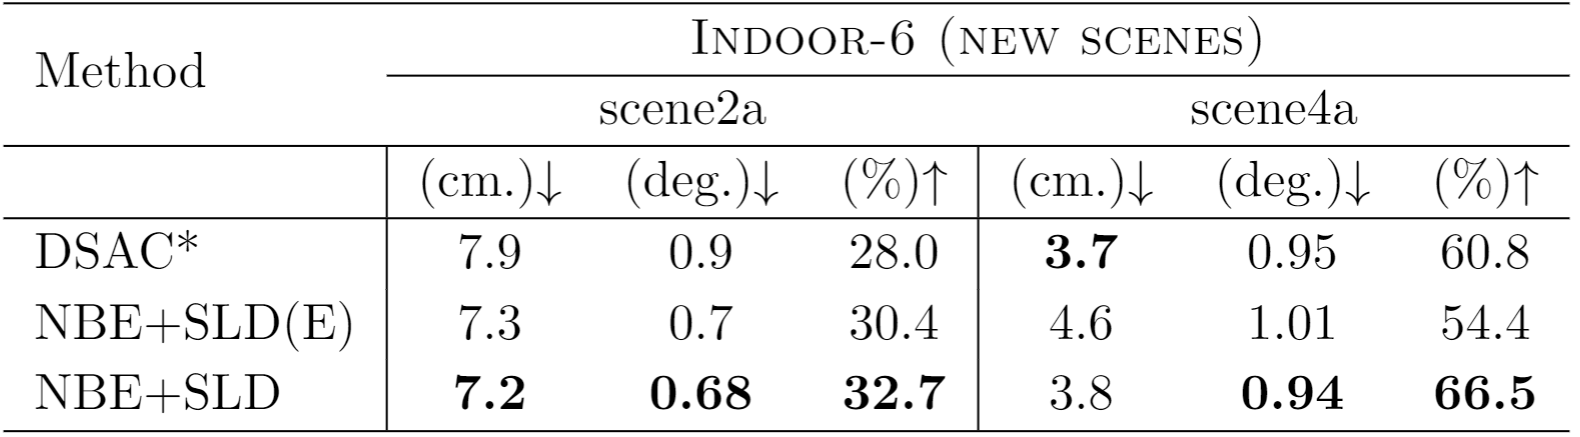 Method INDOOR-6 (NEW SCENES)
scene2a scene4a
(cm.)↓ (deg.)↓ (%)↑ (cm.)↓ (deg.)↓ (%)↑
DSAC* 7.9 0.9 28.0 3.7 0.95 60.8
NBE+SLD(E) 7.3 0.7 30.4 4.6 1.01 54.4
NBE+SLD 7.2 0.68 32.7 3.8 0.94 66.5